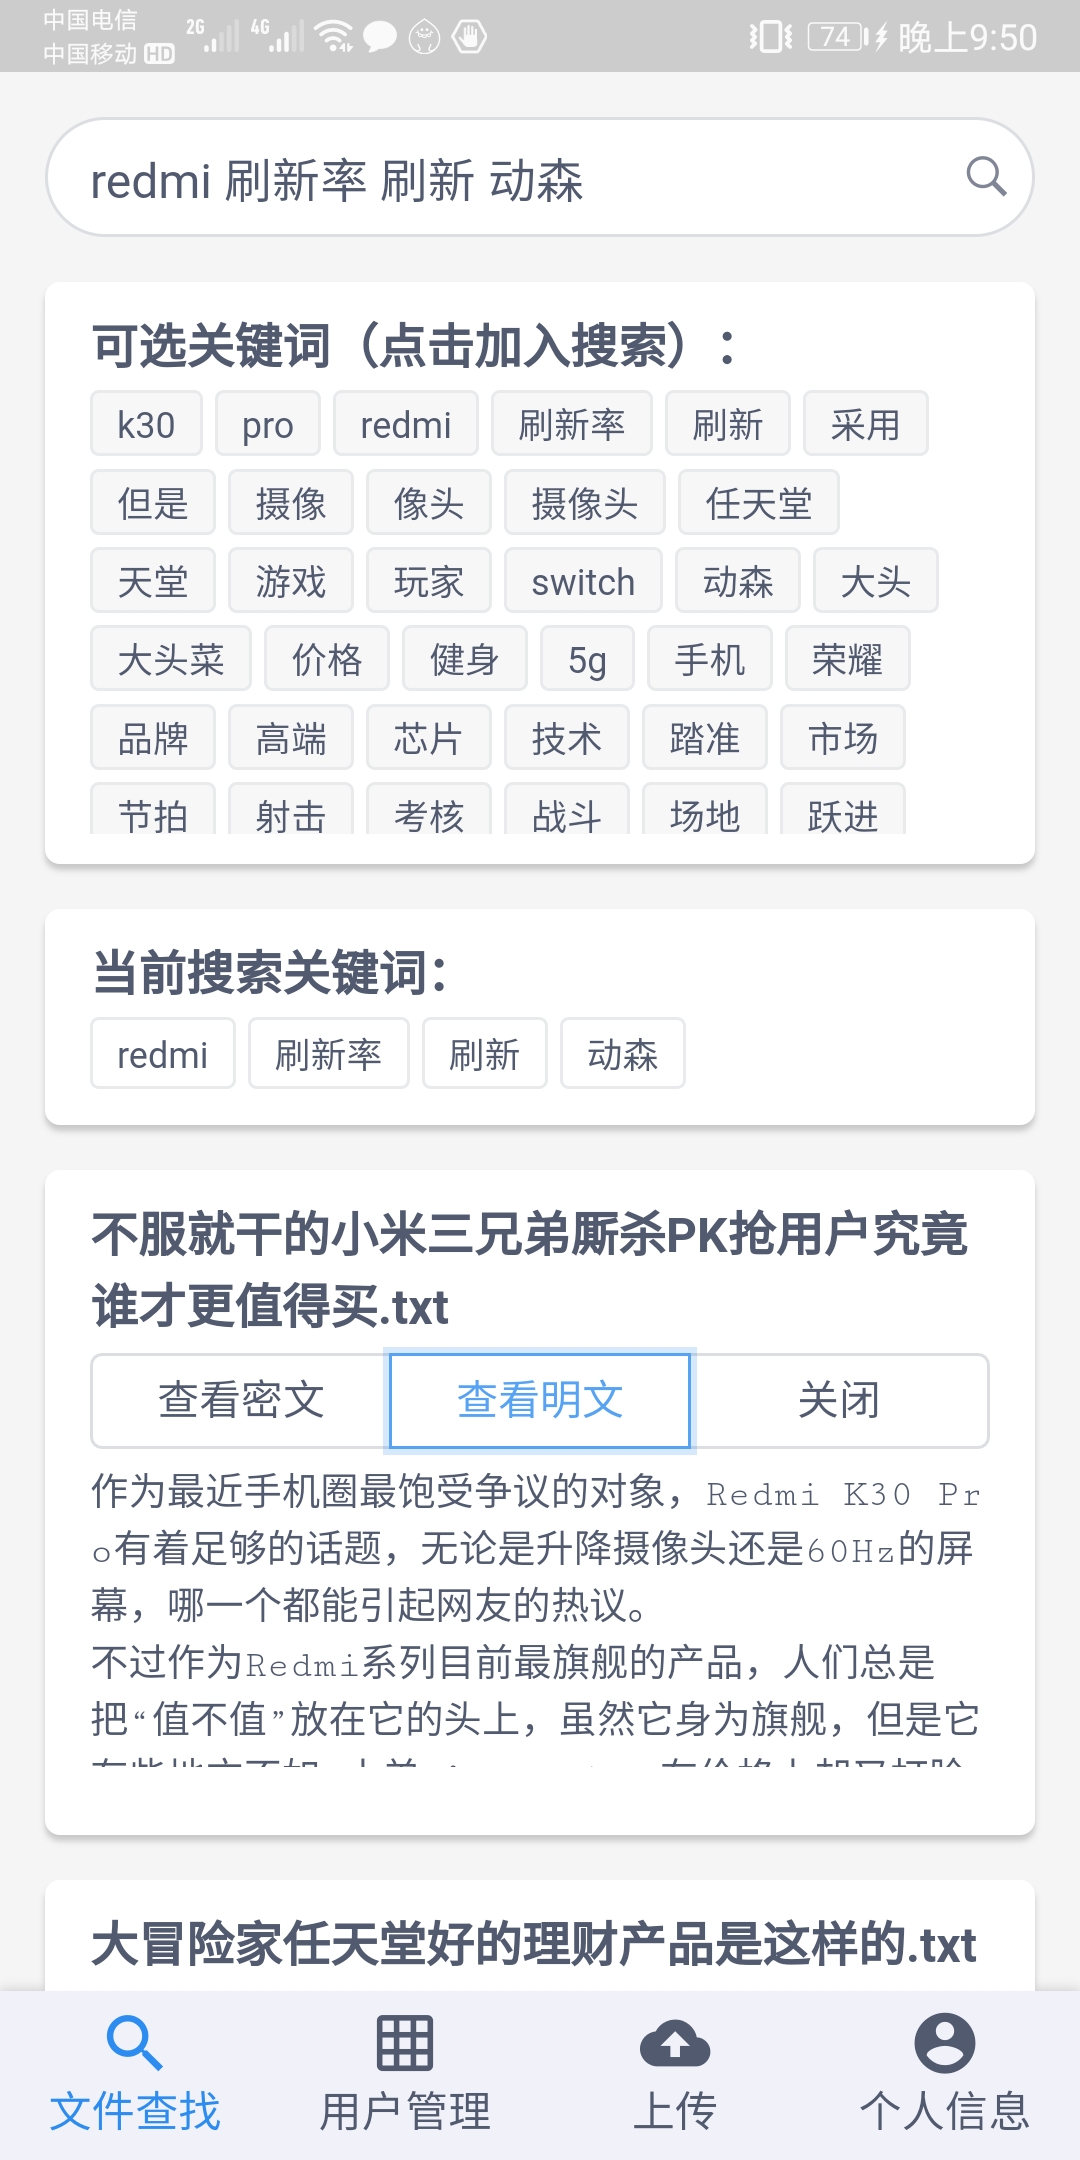 中国电信 2G 4G 74 晚上9:50
中国移动 HD
redmi 刷新率 刷新 动森
可选关键词（点击加入搜索）：
k30 pro redmi 刷新率 刷新 采用
但是 摄像 像头 摄像头 任天堂
天堂 游戏 玩家 switch 动森 大头
大头菜 价格 健身 5g 手机 荣耀
品牌 高端 芯片 技术 踏准 市场
节拍 射击 考核 战斗 场地 跃进
当前搜索关键词：
redmi 刷新率 刷新 动森
不服就干的小米三兄弟厮杀PK抢用户究竟
谁才更值得买.txt
查看密文 查看明文 关闭
作为最近手机圈最饱受争议的对象，Redmi K30 Pr
o有着足够的话题，无论是升降摄像头还是60Hz的屏
幕，哪一个都能引起网友的热议。
不过作为Redmi系列目前最旗舰的产品，人们总是
把“值不值”放在它的头上，虽然它身为旗舰，但是它
大冒险家任天堂好的理财产品是这样的.txt
文件查找 用户管理 上传 个人信息